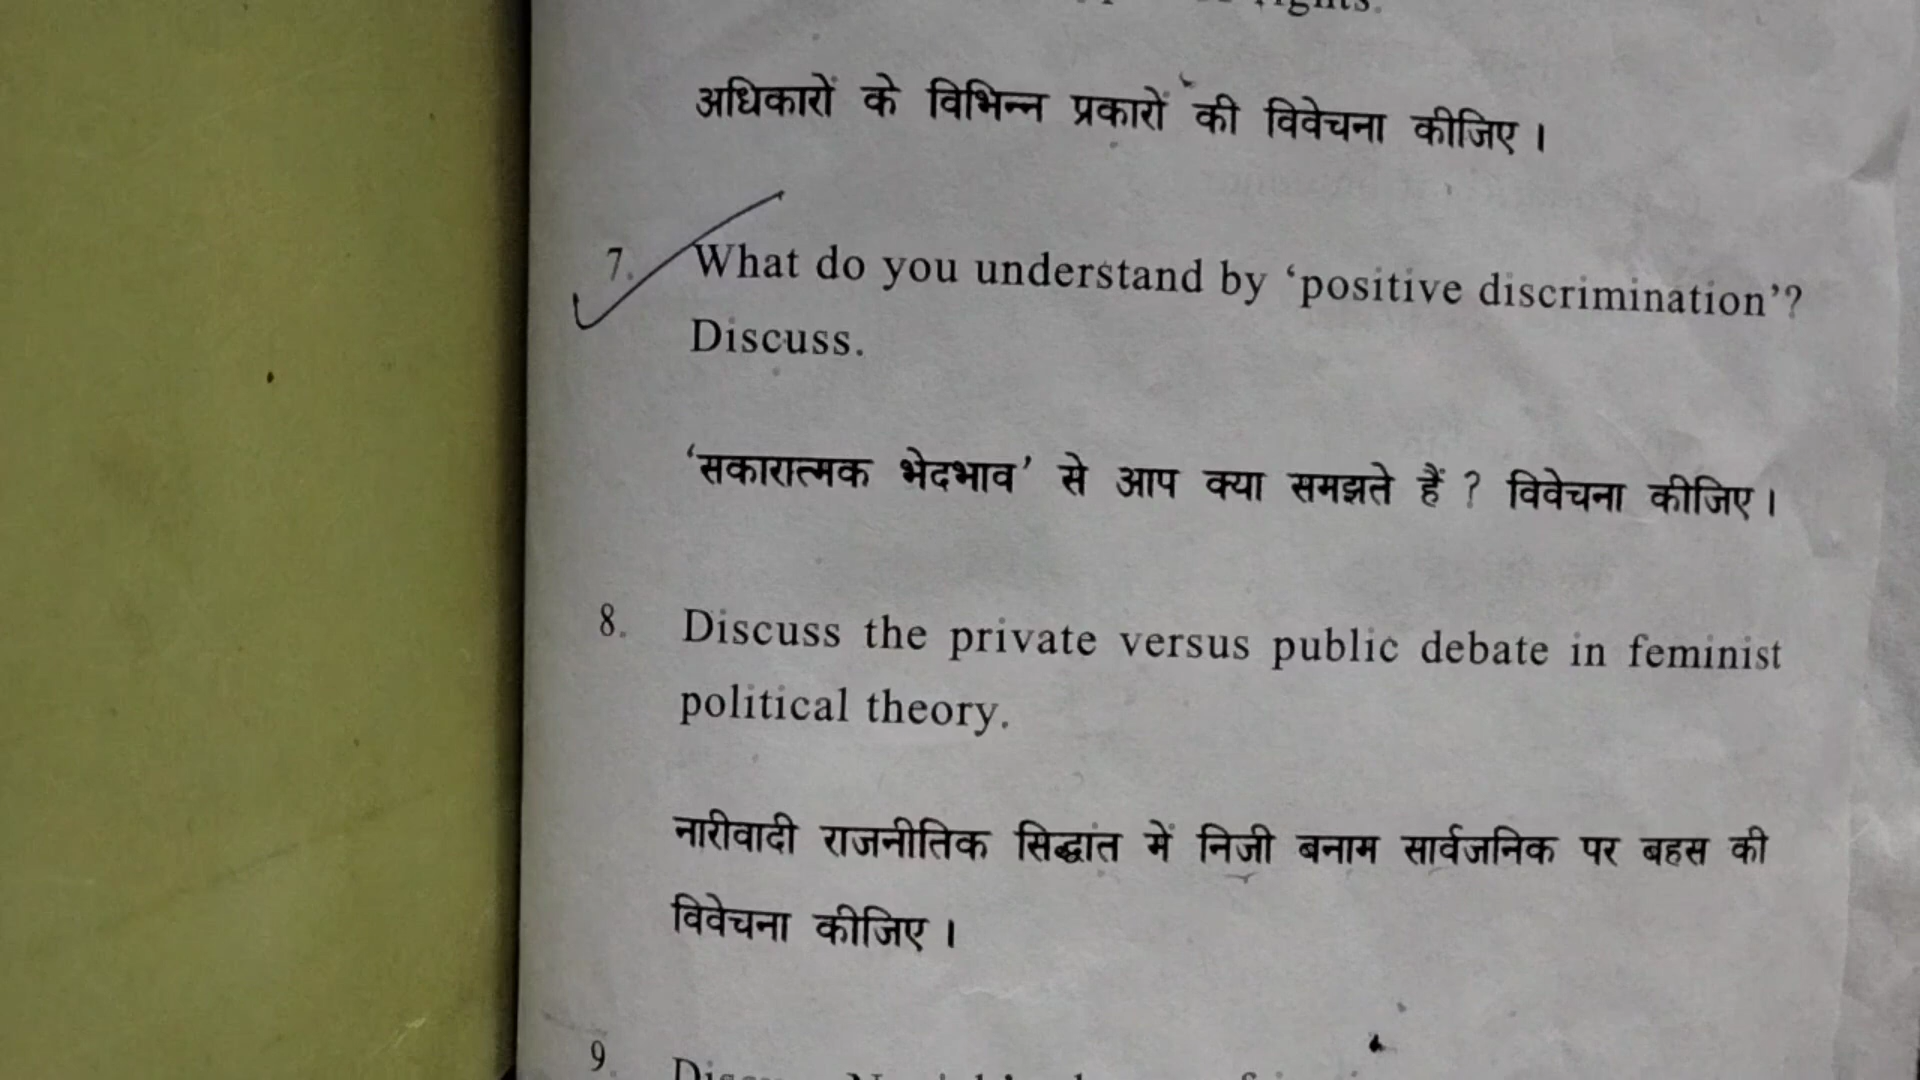 rights.
अधिकारों के विभिन्न प्रकारों की विवेचना कीजिए।
7. What do you understand by ‘positive discrimination’?
Discuss.
‘सकारात्मक भेदभाव’ से आप क्या समझते हैं ? विवेचना कीजिए।
8. Discuss the private versus public debate in feminist
political theory.
नारीवादी राजनीतिक सिद्धांत में निजी बनाम सार्वजनिक पर बहस की
विवेचना कीजिए।
9.